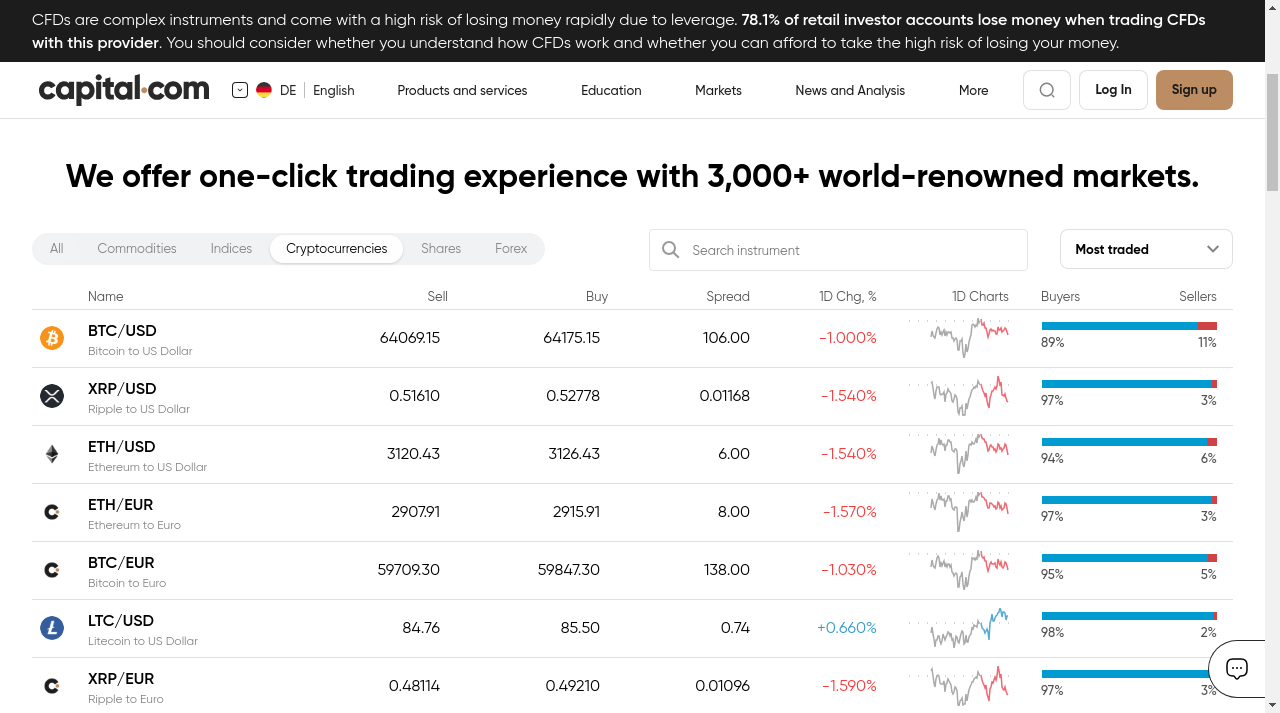 CFDs are complex instruments and come with a high risk of losing money rapidly due to leverage. 78.1% of retail investor accounts lose money when trading CFDs
with this provider. You should consider whether you understand how CFDs work and whether you can afford to take the high risk of losing your money.
capital.com DE English Products and services Education Markets News and Analysis More Log In Sign up
We offer one-click trading experience with 3,000+ world-renowned markets.
All Commodities Indices Cryptocurrencies Shares Forex Search instrument Most traded
Name Sell Buy Spread 1D Chg, % 1D Charts Buyers Sellers
BTC/USD 64069.15 64175.15 106.00 -1.000% 89% 11%
Bitcoin to US Dollar
XRP/USD 0.51610 0.52778 0.01168 -1.540% 97% 3%
Ripple to US Dollar
ETH/USD 3120.43 3126.43 6.00 -1.540% 94% 6%
Ethereum to US Dollar
ETH/EUR 2907.91 2915.91 8.00 -1.570% 97% 3%
Ethereum to Euro
BTC/EUR 59709.30 59847.30 138.00 -1.030% 95% 5%
Bitcoin to Euro
LTC/USD 84.76 85.50 0.74 +0.660% 98% 2%
Litecoin to US Dollar
XRP/EUR 0.48114 0.49210 0.01096 -1.590% 97% 3%
Ripple to Euro